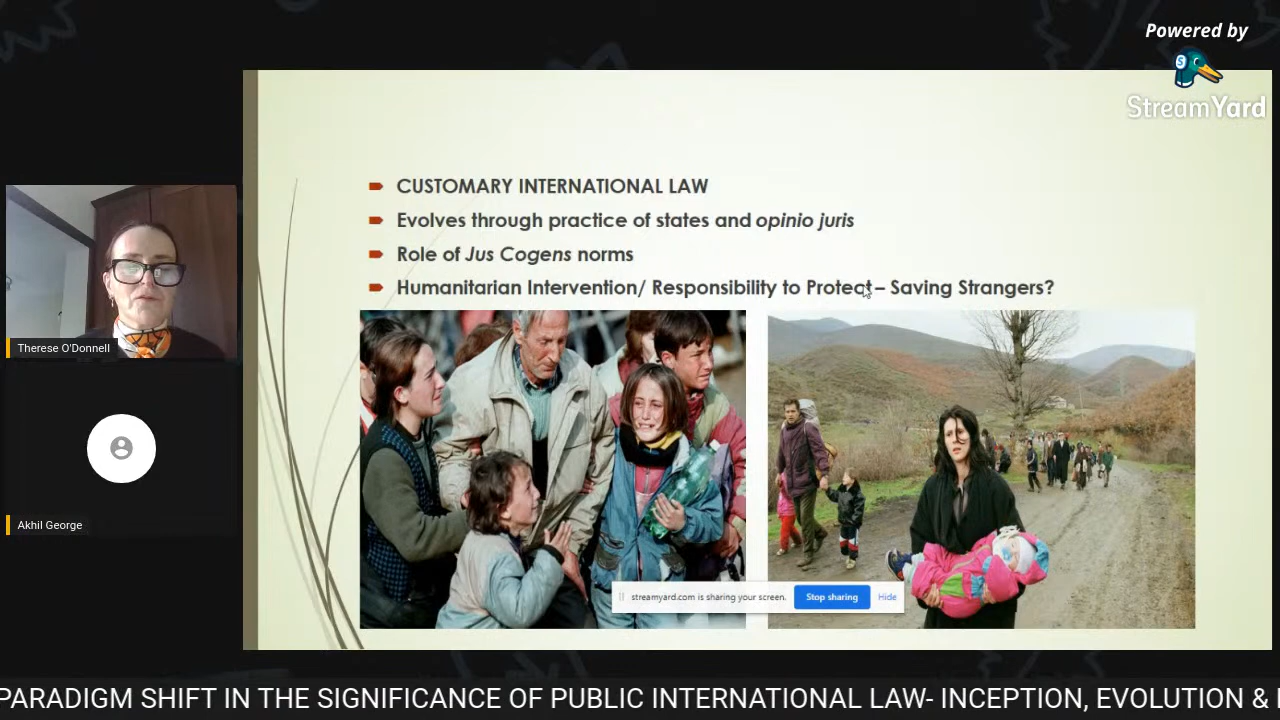 Powered by
StreamYard
CUSTOMARY INTERNATIONAL LAW
Evolves through practice of states and opinio juris
Role of Jus Cogens norms
Humanitarian Intervention/ Responsibility to Protect – Saving Strangers?
Therese O'Donnell
Akhil George
streamyard.com is sharing your screen.
Stop sharing
Hide
PARADIGM SHIFT IN THE SIGNIFICANCE OF PUBLIC INTERNATIONAL LAW- INCEPTION, EVOLUTION &